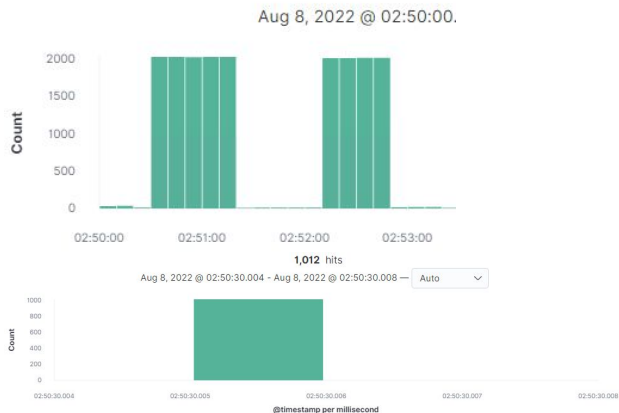 Aug 8, 2022 @ 02:50:00.
2000
1500
1000
500
0
Count
02:50:00 02:51:00 02:52:00 02:53:00
1,012 hits
Aug 8, 2022 @ 02:50:30.004 - Aug 8, 2022 @ 02:50:30.008 — Auto
1000
800
600
400
200
0
Count
02:50:30.004 02:50:30.005 02:50:30.006 02:50:30.007 02:50:30.008
@timestamp per millisecond